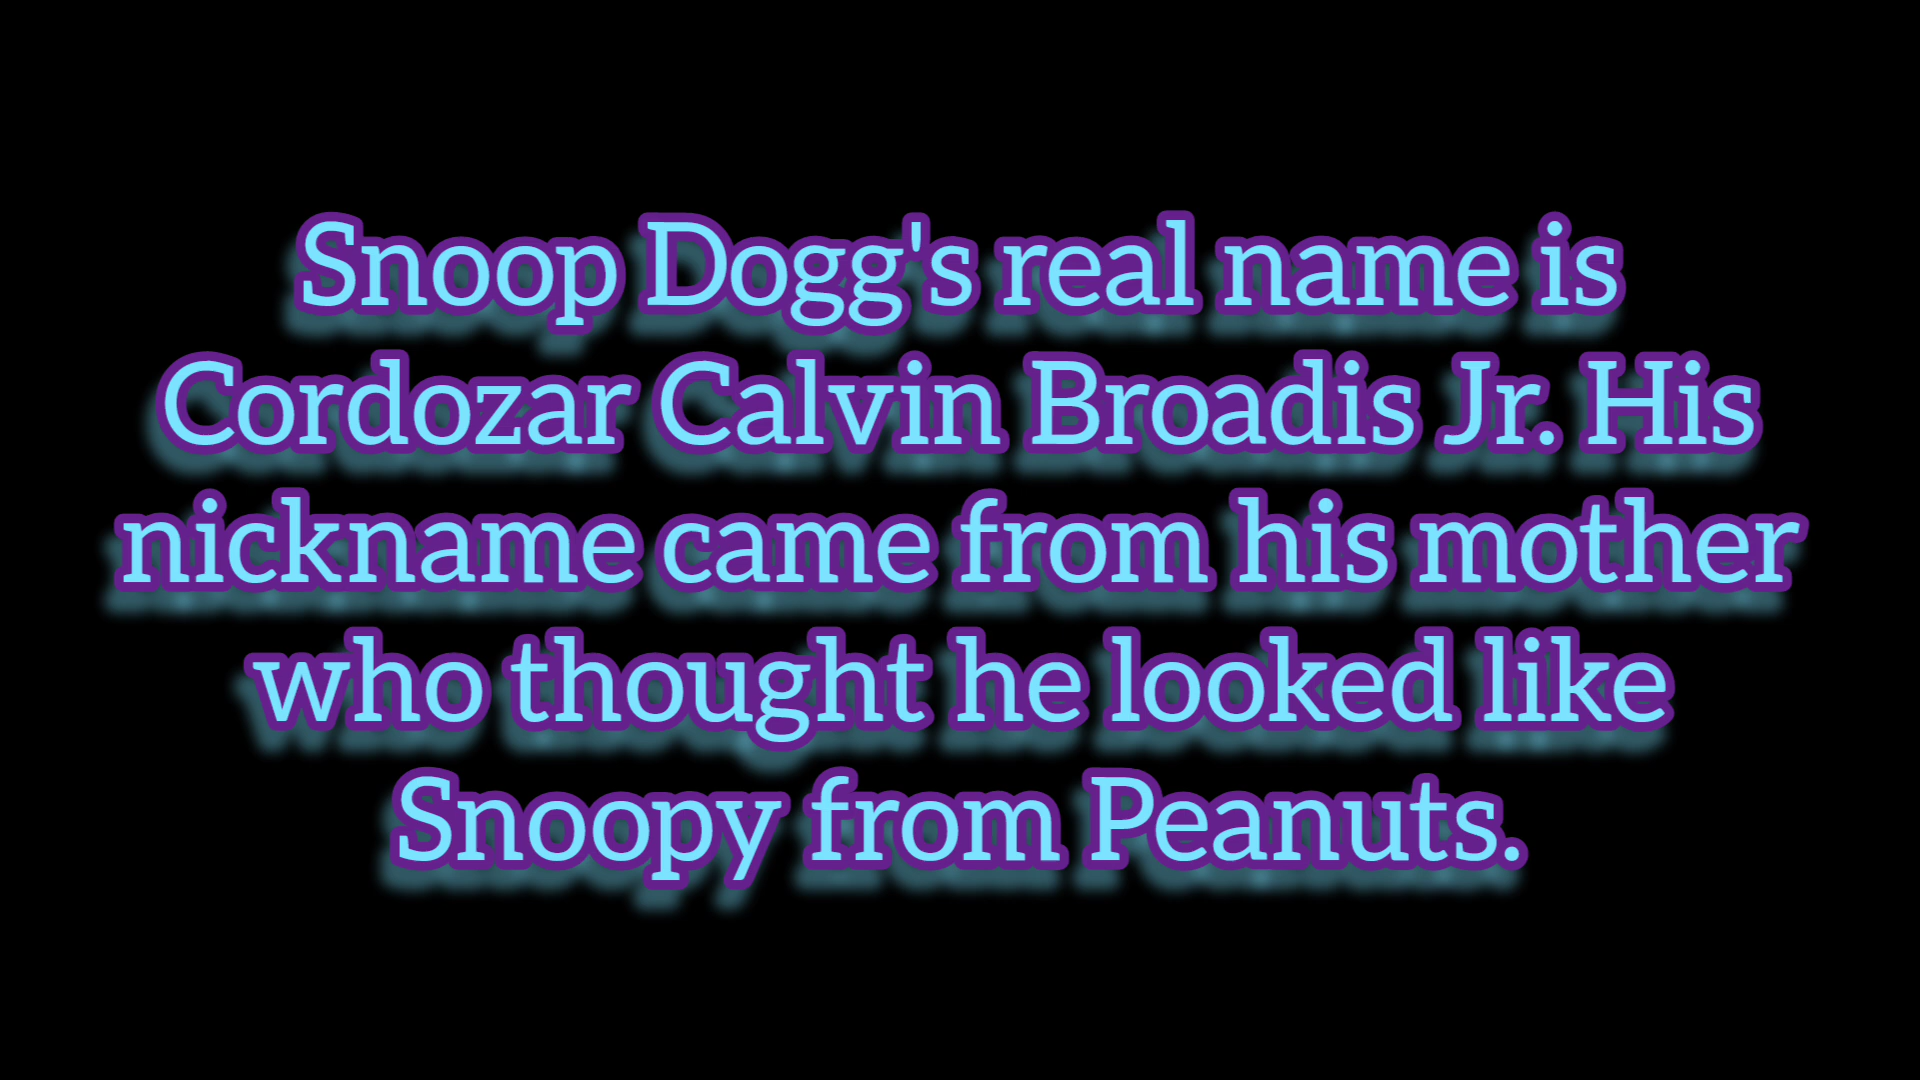 Snoop Dogg's real name is
Cordozar Calvin Broadis Jr. His
nickname came from his mother
who thought he looked like
Snoopy from Peanuts.